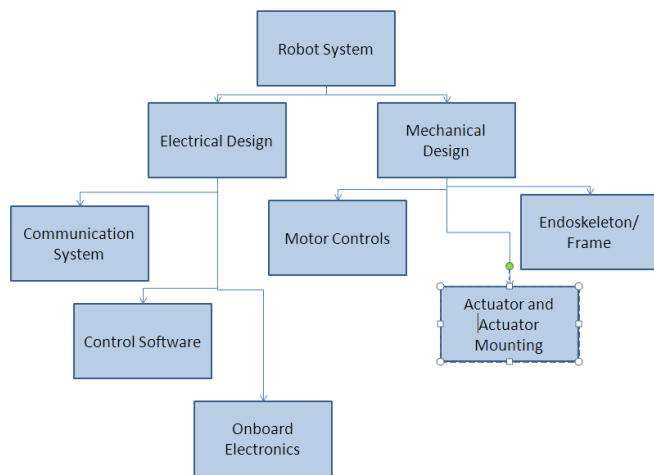 Robot System
Electrical Design
Mechanical
Design
Communication
System
Motor Controls
Endoskeleton/
Frame
Control Software
Actuator and
Actuator
Mounting
Onboard
Electronics